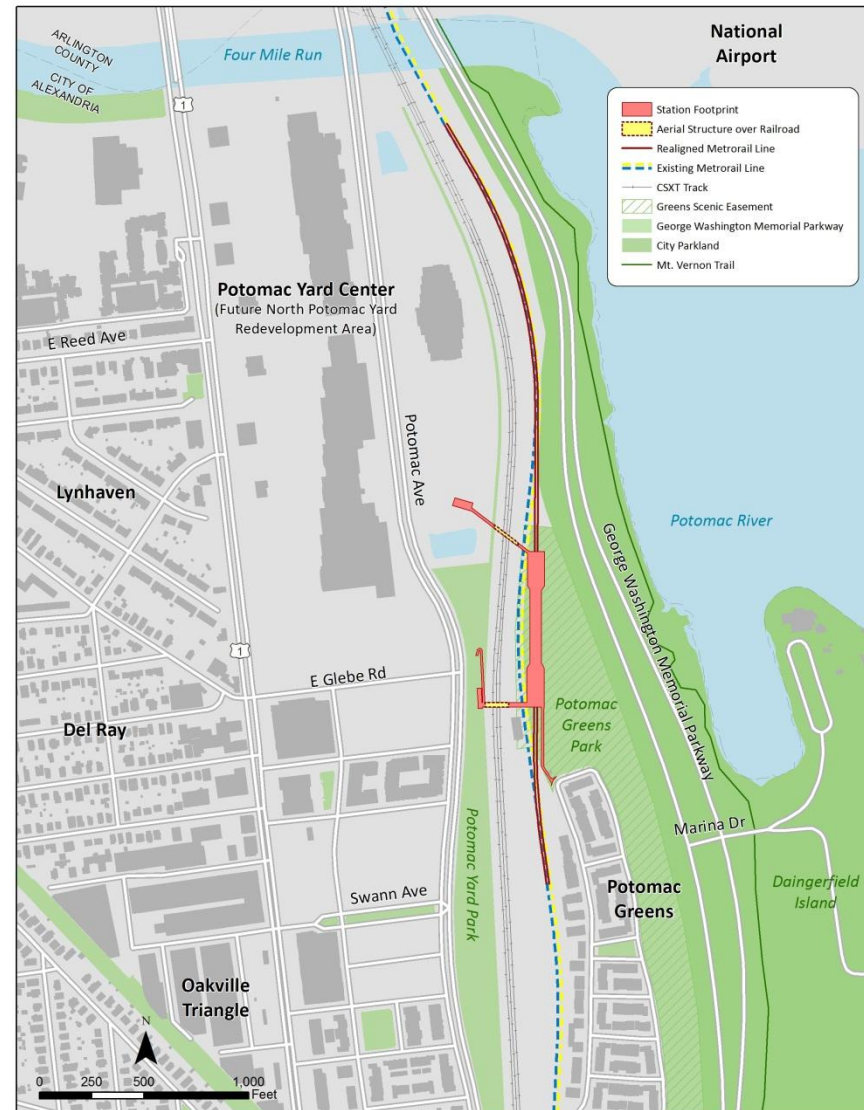 National
Airport
ARLINGTON
COUNTY
CITY OF
ALEXANDRIA
Four Mile Run
1
Station Footprint
Aerial Structure over Railroad
Realigned Metrorail Line
Existing Metrorail Line
CSXT Track
Greens Scenic Easement
George Washington Memorial Parkway
City Parkland
Mt. Vernon Trail
Potomac Yard Center
(Future North Potomac Yard
Redevelopment Area)
E Reed Ave
Potomac Ave
Lynhaven
Potomac River
George Washington Memorial Parkway
1
E Glebe Rd
Del Ray
Potomac
Greens
Park
Potomac Yard Park
Marina Dr
Swann Ave
Potomac
Greens
Daingerfield
Island
Oakville
Triangle
N
0 250 500 1,000
Feet